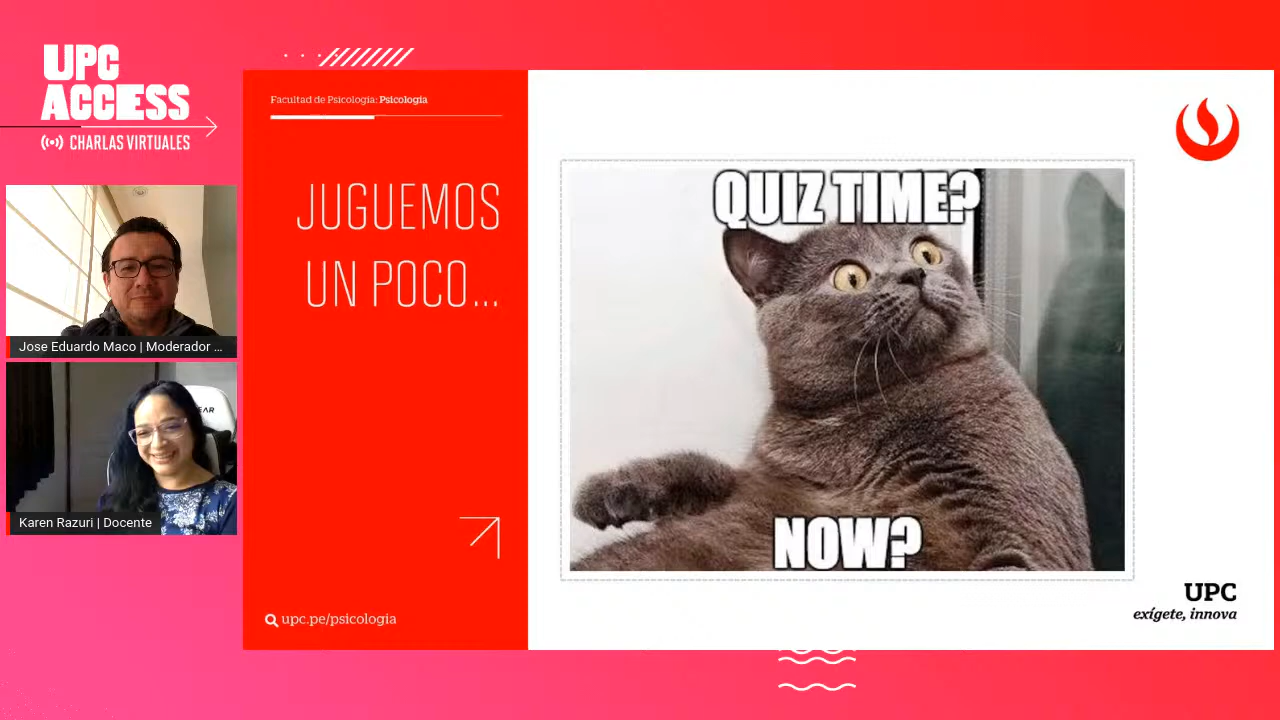 UPC
ACCESS
CHARLAS VIRTUALES
Jose Eduardo Maco | Moderador ...
Karen Razuri | Docente
Facultad de Psicología: Psicología
JUGUEMOS
UN POCO...
upc.pe/psicologia
QUIZ TIME?
NOW?
UPC
exígete, innova